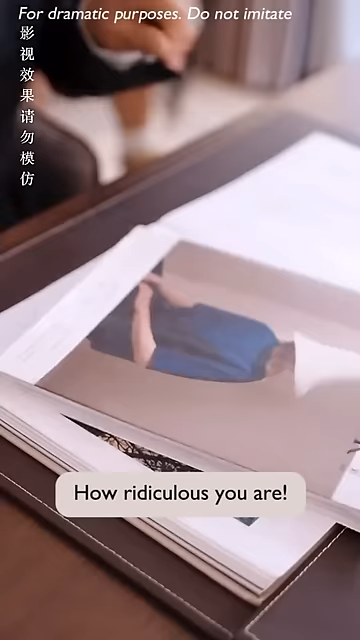 For dramatic purposes. Do not imitate
影视效果请勿模仿
How ridiculous you are!